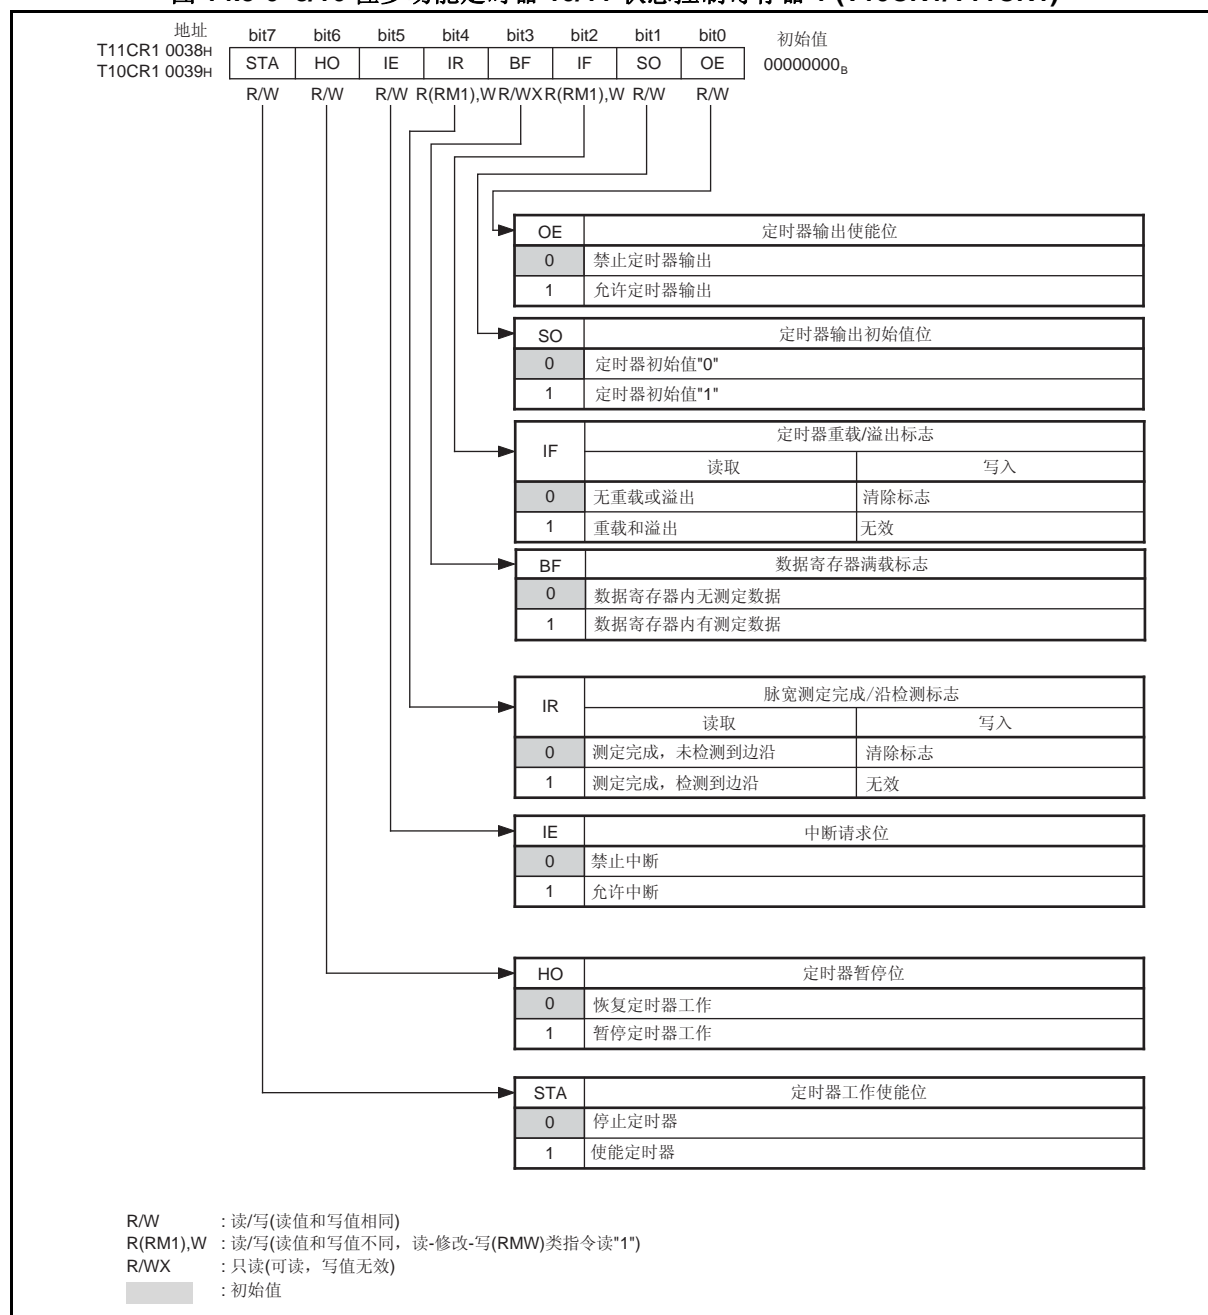 地址 bit7 bit6 bit5 bit4 bit3 bit2 bit1 bit0 初始值
T11CR1 0038H
T10CR1 0039H STA HO IE IR BF IF SO OE 00000000B
R/W R/W R/W R(RM1),W R/WX R(RM1),W R/W R/W
OE 定时器输出使能位
0 禁止定时器输出
1 允许定时器输出
SO 定时器输出初始值位
0 定时器初始值"0"
1 定时器初始值"1"
IF 定时器重载/溢出标志
读取 写入
0 无重载或溢出 清除标志
1 重载和溢出 无效
BF 数据寄存器满载标志
0 数据寄存器内无测定数据
1 数据寄存器内有测定数据
IR 脉宽测定完成/沿检测标志
读取 写入
0 测定完成，未检测到边沿 清除标志
1 测定完成，检测到边沿 无效
IE 中断请求位
0 禁止中断
1 允许中断
HO 定时器暂停位
0 恢复定时器工作
1 暂停定时器工作
STA 定时器工作使能位
0 停止定时器
1 使能定时器
R/W : 读/写(读值和写值相同)
R(RM1),W : 读/写(读值和写值不同，读-修改-写(RMW)类指令读"1")
R/WX : 只读(可读，写值无效)
: 初始值